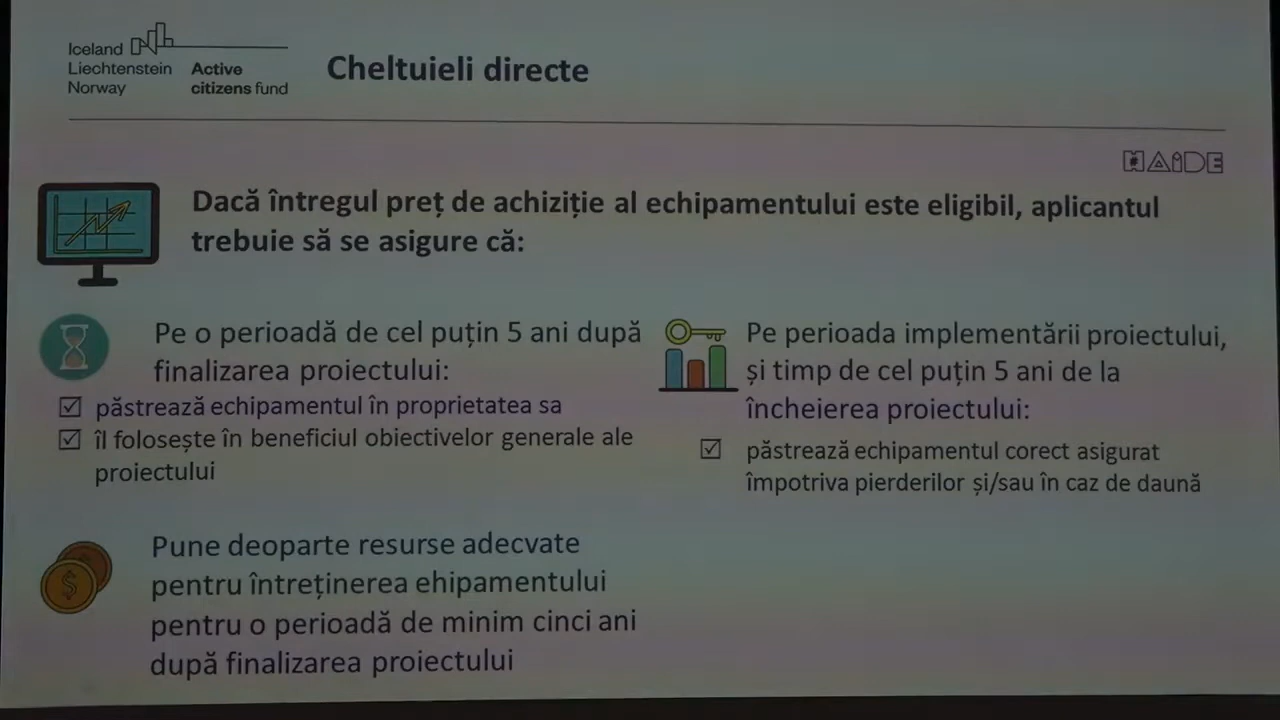 Iceland
Liechtenstein
Norway
Active
citizens fund
Cheltuieli directe
#AiDE
Dacă întregul preț de achiziție al echipamentului este eligibil, aplicantul
trebuie să se asigure că:
Pe o perioadă de cel puțin 5 ani după
finalizarea proiectului:
☑ păstrează echipamentul în proprietatea sa
☑ îl folosește în beneficiul obiectivelor generale ale
proiectului
Pe perioada implementării proiectului,
și timp de cel puțin 5 ani de la
încheierea proiectului:
☑ păstrează echipamentul corect asigurat
împotriva pierderilor și/sau în caz de daună
$
Pune deoparte resurse adecvate
pentru întreținerea ehipamentului
pentru o perioadă de minim cinci ani
după finalizarea proiectului